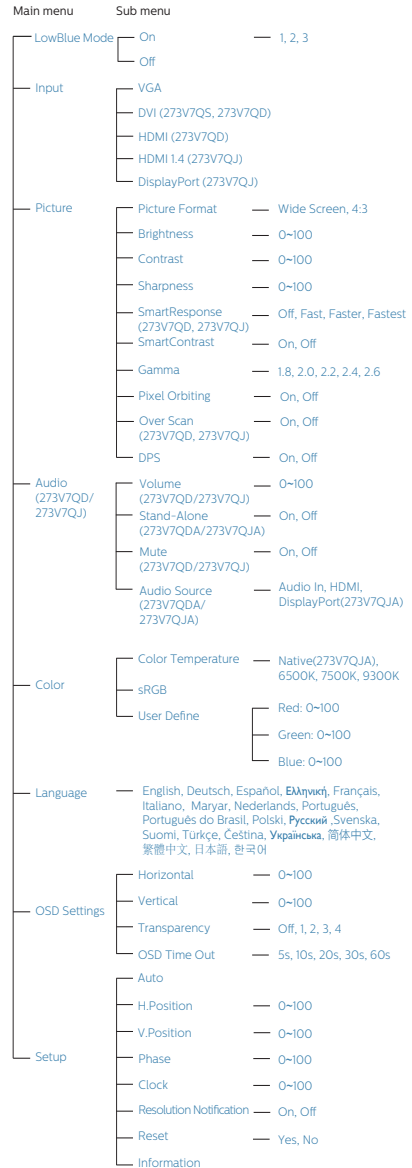 Main menu Sub menu
LowBlue Mode On 1, 2, 3
Off
Input VGA
DVI (273V7QS, 273V7QD)
HDMI (273V7QD)
HDMI 1.4 (273V7QJ)
DisplayPort (273V7QJ)
Picture Picture Format Wide Screen, 4:3
Brightness 0~100
Contrast 0~100
Sharpness 0~100
SmartResponse Off, Fast, Faster, Fastest
(273V7QD, 273V7QJ)
SmartContrast On, Off
Gamma 1.8, 2.0, 2.2, 2.4, 2.6
Pixel Orbiting On, Off
Over Scan On, Off
(273V7QD, 273V7QJ)
DPS On, Off
Audio
(273V7QD/
273V7QJ)
Volume 0~100
(273V7QD/273V7QJ)
Stand-Alone On, Off
(273V7QDA/273V7QJA)
Mute On, Off
(273V7QD/273V7QJ)
Audio Source
(273V7QDA/
273V7QJA)
Audio In, HDMI,
DisplayPort(273V7QJA)
Color
Color Temperature Native(273V7QJA),
6500K, 7500K, 9300K
sRGB
User Define Red: 0~100
Green: 0~100
Blue: 0~100
Language English, Deutsch, Español, Ελληνική, Français,
Italiano, Maryar, Nederlands, Português,
Português do Brasil, Polski, Русский ,Svenska,
Suomi, Türkçe, Čeština, Українська, 简体中文,
繁體中文, 日本語, 한국어
OSD Settings
Horizontal 0~100
Vertical 0~100
Transparency Off, 1, 2, 3, 4
OSD Time Out 5s, 10s, 20s, 30s, 60s
Setup
Auto
H.Position 0~100
V.Position 0~100
Phase 0~100
Clock 0~100
Resolution Notification On, Off
Reset Yes, No
Information